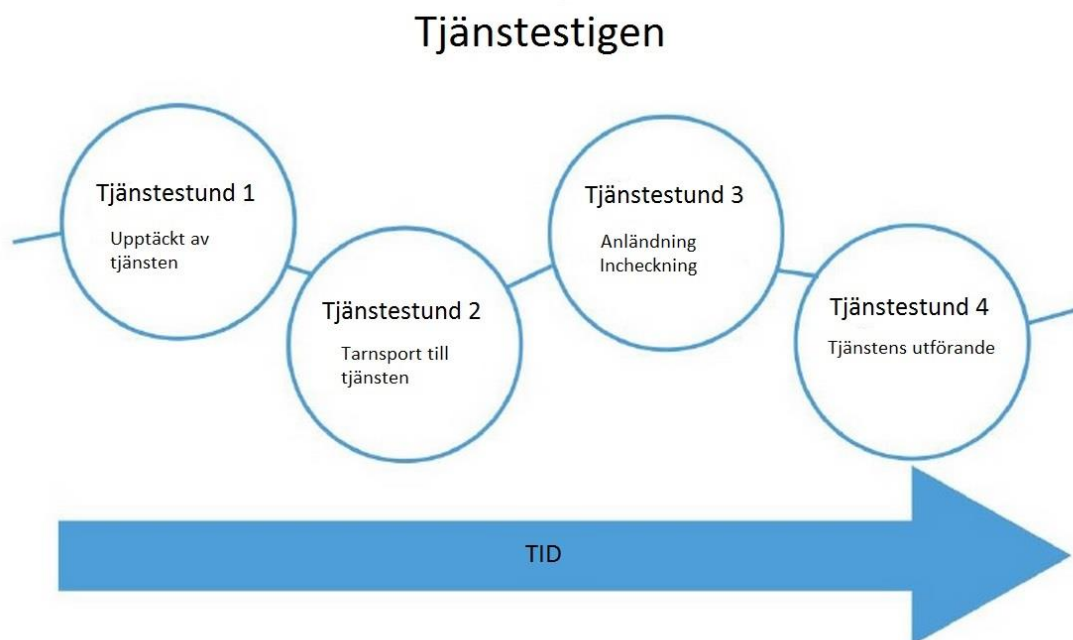 Tjänstestigen
Tjänstestund 1
Upptäckt av
tjänsten
Tjänstestund 2
Tarnsport till
tjänsten
Tjänstestund 3
Anländning
Incheckning
Tjänstestund 4
Tjänstens utförande
TID